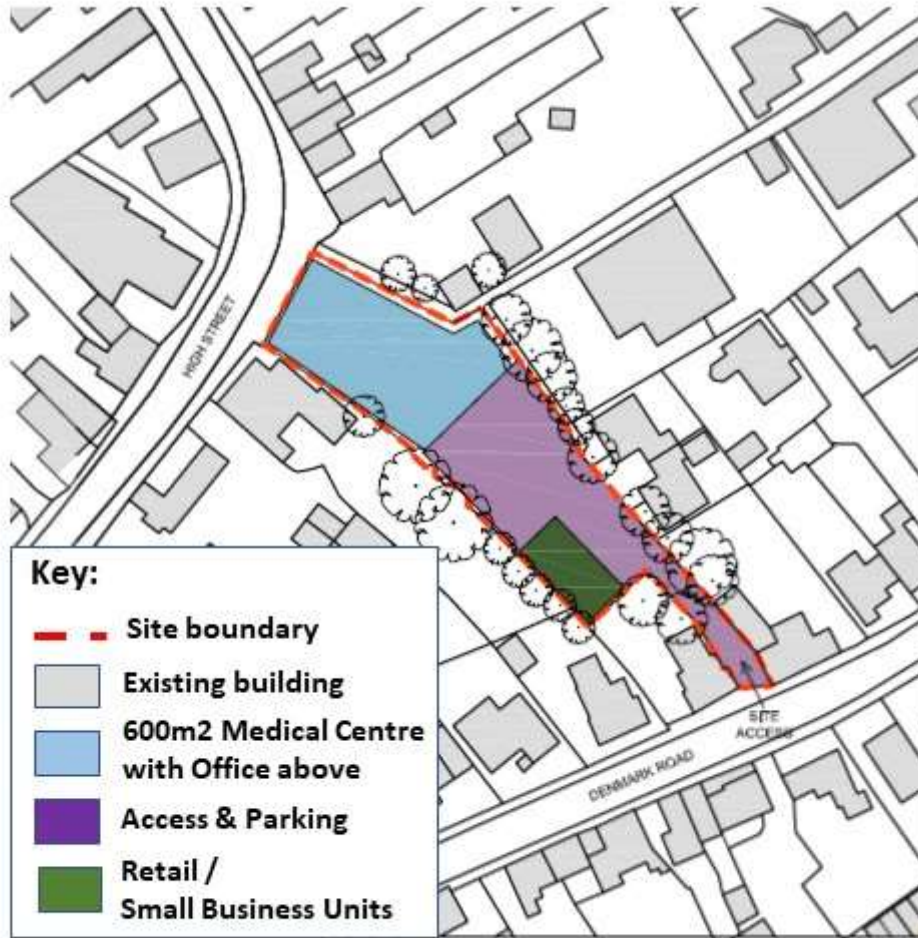 HIGH STREET
Key:
Site boundary
Existing building
600m2 Medical Centre
with Office above
Access & Parking
Retail /
Small Business Units
SITE
ACCESS
DENMARK ROAD